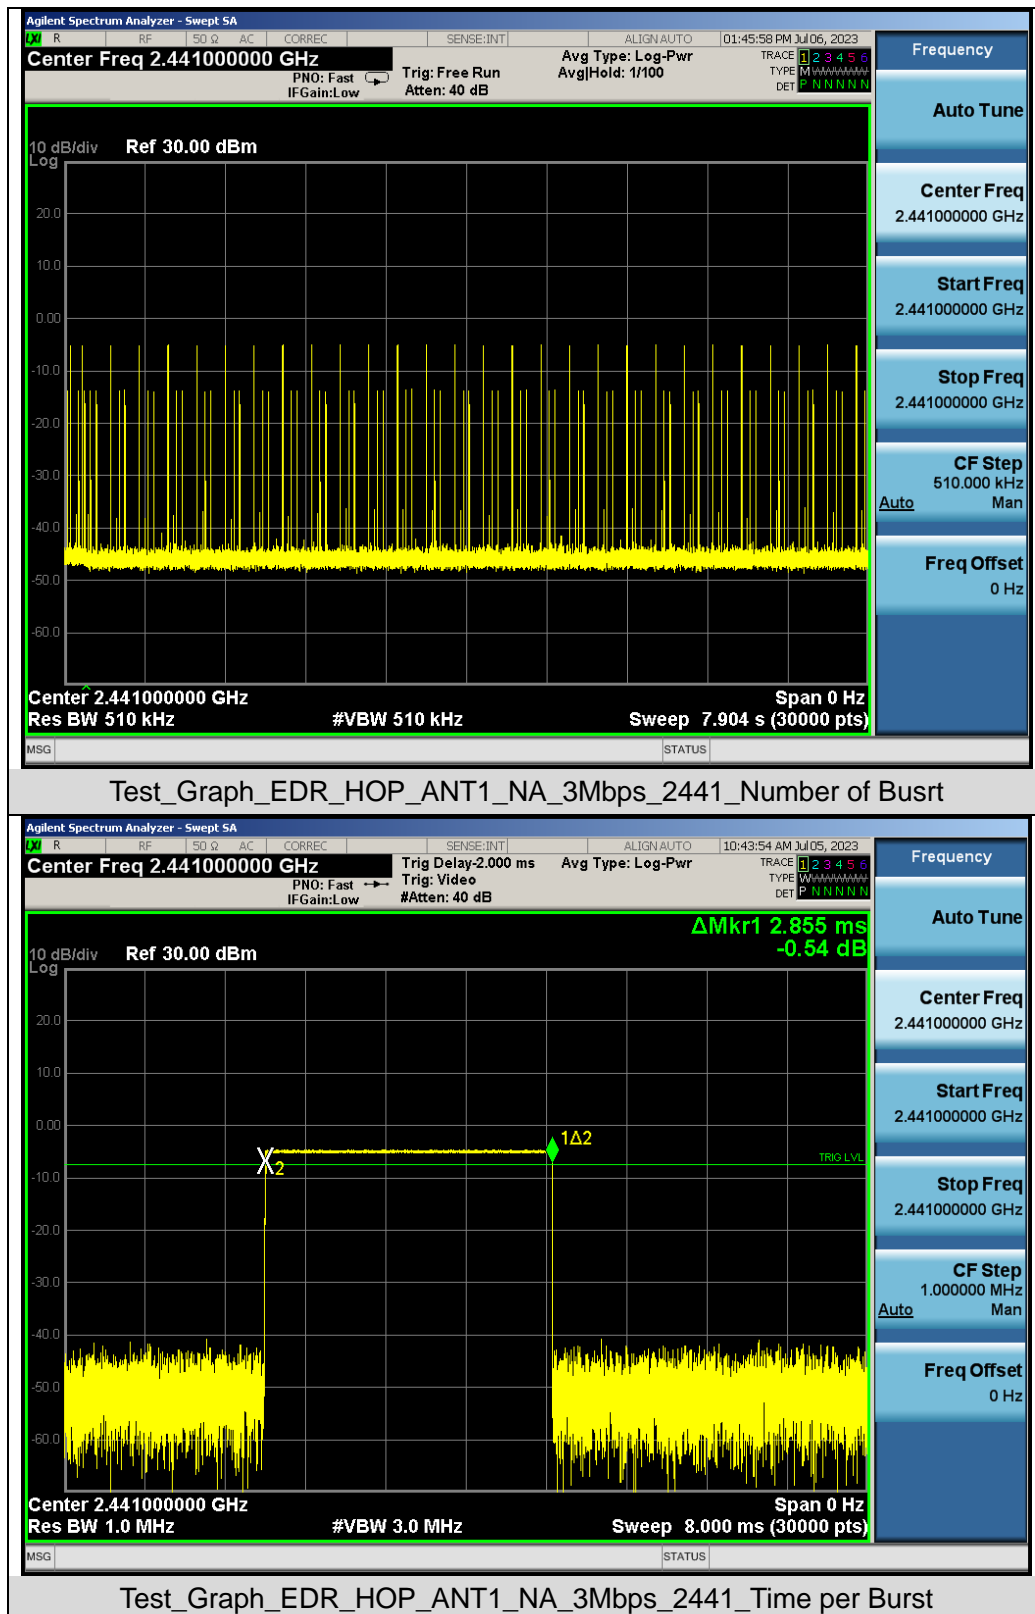 Agilent Spectrum Analyzer - Swept SA
LXI R RF 50 Ω AC CORREC SENSE:INT ALIGN AUTO 01:45:58 PM Jul 06, 2023
Center Freq 2.441000000 GHz Avg Type: Log-Pwr TRACE 1 2 3 4 5 6
PNO: Fast Trig: Free Run Avg|Hold: 1/100 TYPE M WWWWW
IFGain:Low Atten: 40 dB DET P N N N N N
Frequency
Auto Tune
Center Freq
2.441000000 GHz
Start Freq
2.441000000 GHz
Stop Freq
2.441000000 GHz
CF Step
510.000 kHz
Auto Man
Freq Offset
0 Hz
10 dB/div Ref 30.00 dBm
Log
20.0
10.0
0.00
-10.0
-20.0
-30.0
-40.0
-50.0
-60.0
Center 2.441000000 GHz Span 0 Hz
Res BW 510 kHz #VBW 510 kHz Sweep 7.904 s (30000 pts)
MSG STATUS
Test_Graph_EDR_HOP_ANT1_NA_3Mbps_2441_Number of Busrt
Agilent Spectrum Analyzer - Swept SA
LXI R RF 50 Ω AC CORREC SENSE:INT ALIGN AUTO 10:43:54 AM Jul 05, 2023
Center Freq 2.441000000 GHz Trig Delay-2.000 ms Avg Type: Log-Pwr TRACE 1 2 3 4 5 6
PNO: Fast Trig: Video TYPE WWWWWW
IFGain:Low #Atten: 40 dB DET P N N N N N
Frequency
Auto Tune
Center Freq
2.441000000 GHz
Start Freq
2.441000000 GHz
Stop Freq
2.441000000 GHz
CF Step
1.000000 MHz
Auto Man
Freq Offset
0 Hz
ΔMkr1 2.855 ms
-0.54 dB
10 dB/div Ref 30.00 dBm
Log
20.0
10.0
0.00
-10.0
-20.0
-30.0
-40.0
-50.0
-60.0
1Δ2
X2
TRIG LVL
Center 2.441000000 GHz Span 0 Hz
Res BW 1.0 MHz #VBW 3.0 MHz Sweep 8.000 ms (30000 pts)
MSG STATUS
Test_Graph_EDR_HOP_ANT1_NA_3Mbps_2441_Time per Burst